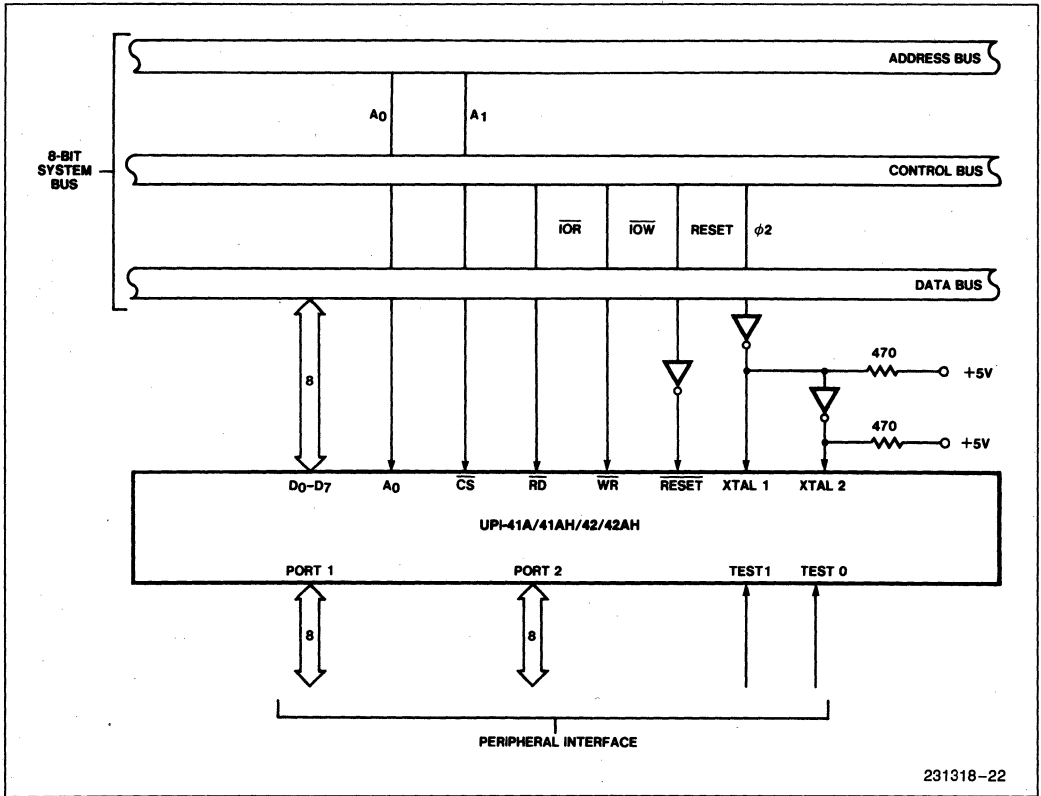 ADDRESS BUS
A0
A1
8-BIT
SYSTEM
BUS
CONTROL BUS
IOR
IOW
RESET
φ2
DATA BUS
470
+5V
8
470
+5V
D0–D7
A0
CS
RD
WR
RESET
XTAL 1
XTAL 2
UPI-41A/41AH/42/42AH
PORT 1
PORT 2
TEST1
TEST 0
8
8
PERIPHERAL INTERFACE
231318–22